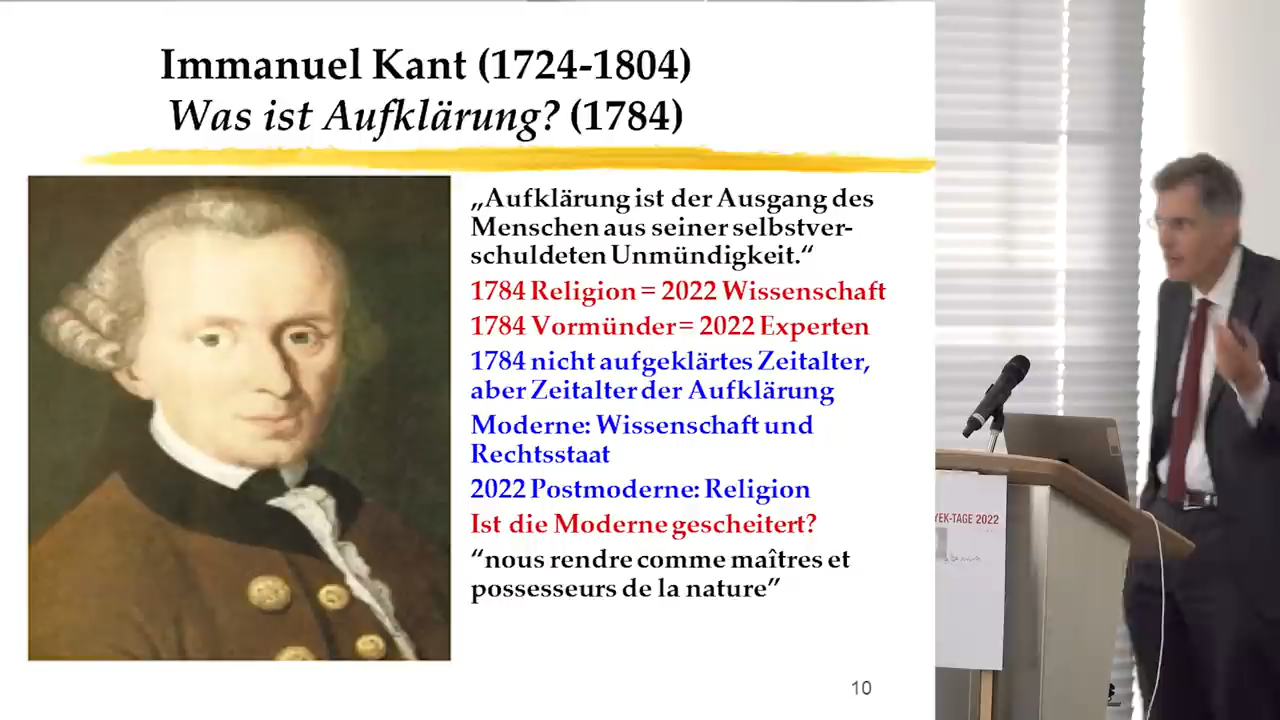 Immanuel Kant (1724-1804)
Was ist Aufklärung? (1784)
„Aufklärung ist der Ausgang des
Menschen aus seiner selbstver-
schuldeten Unmündigkeit.“
1784 Religion = 2022 Wissenschaft
1784 Vormünder = 2022 Experten
1784 nicht aufgeklärtes Zeitalter,
aber Zeitalter der Aufklärung
Moderne: Wissenschaft und
Rechtsstaat
2022 Postmoderne: Religion
Ist die Moderne gescheitert?
“nous rendre comme maîtres et
possesseurs de la nature”
10
YEK-TAGE 2022